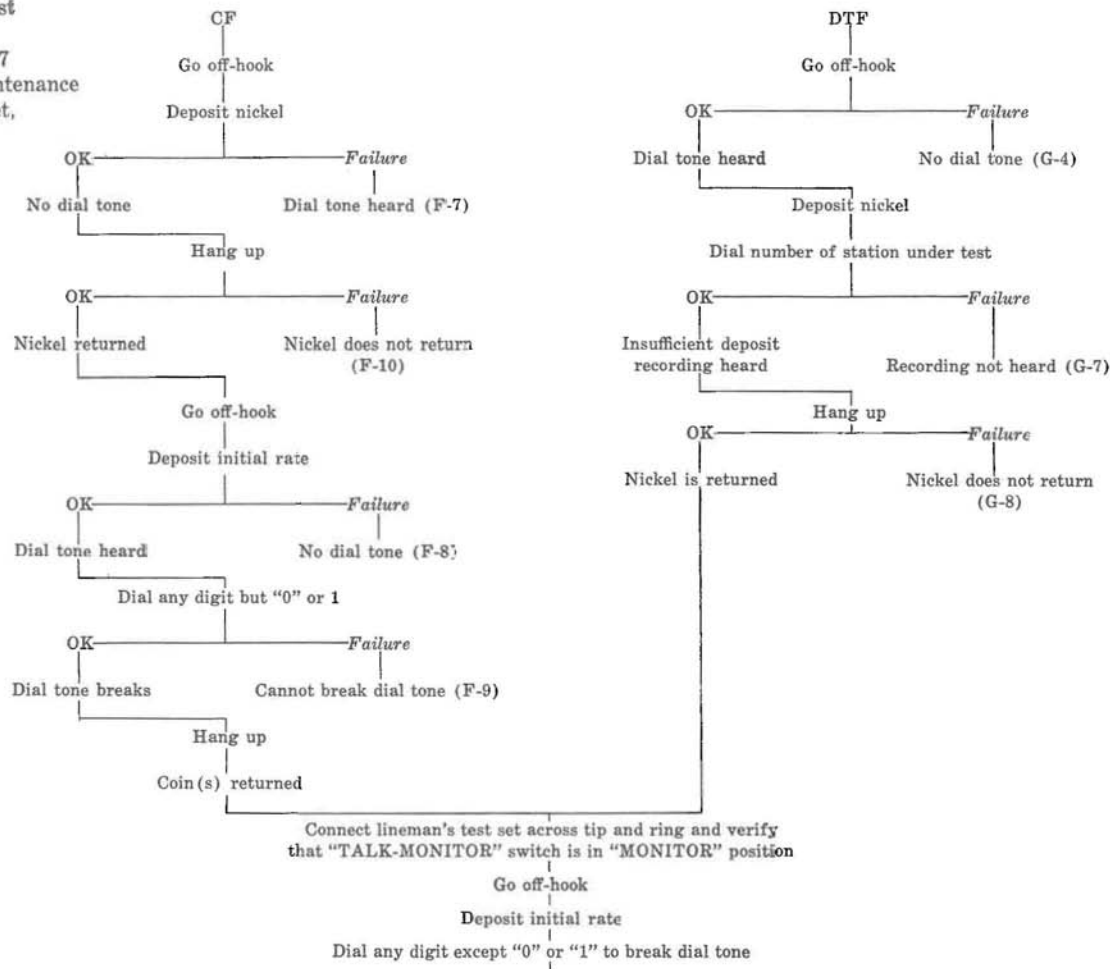 CF
Go off-hook
Deposit nickel
OK
Failure
No dial tone
Dial tone heard (F-7)
Hang up
OK
Failure
Nickel returned
Nickel does not return
(F-10)
Go off-hook
Deposit initial rate
OK
Failure
Dial tone heard
No dial tone (F-8)
Dial any digit but "0" or 1
OK
Failure
Dial tone breaks
Cannot break dial tone (F-9)
Hang up
Coin(s) returned
DTF
Go off-hook
OK
Failure
Dial tone heard
No dial tone (G-4)
Deposit nickel
Dial number of station under test
OK
Failure
Insufficient deposit
recording heard
Recording not heard (G-7)
Hang up
OK
Failure
Nickel is returned
Nickel does not return
(G-8)
Connect lineman's test set across tip and ring and verify
that "TALK-MONITOR" switch is in "MONITOR" position
Go off-hook
Deposit initial rate
Dial any digit except "0" or "1" to break dial tone